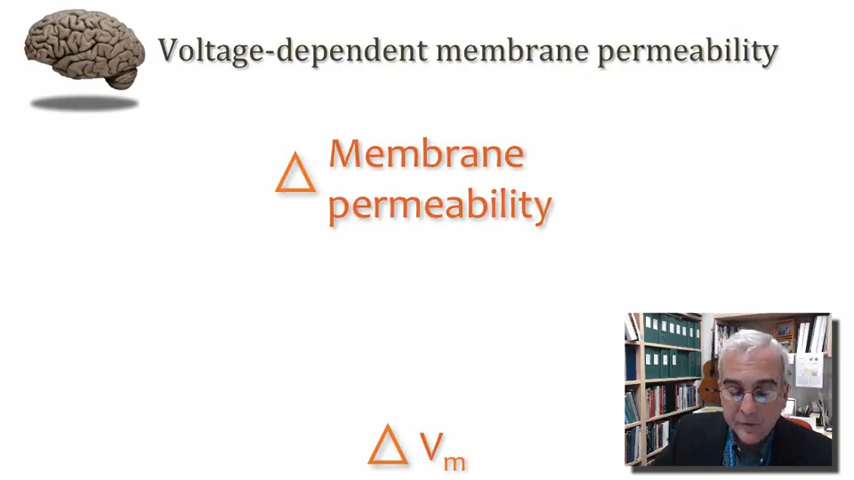 Voltage-dependent membrane permeability
Δ Membrane
permeability
Δ Vm